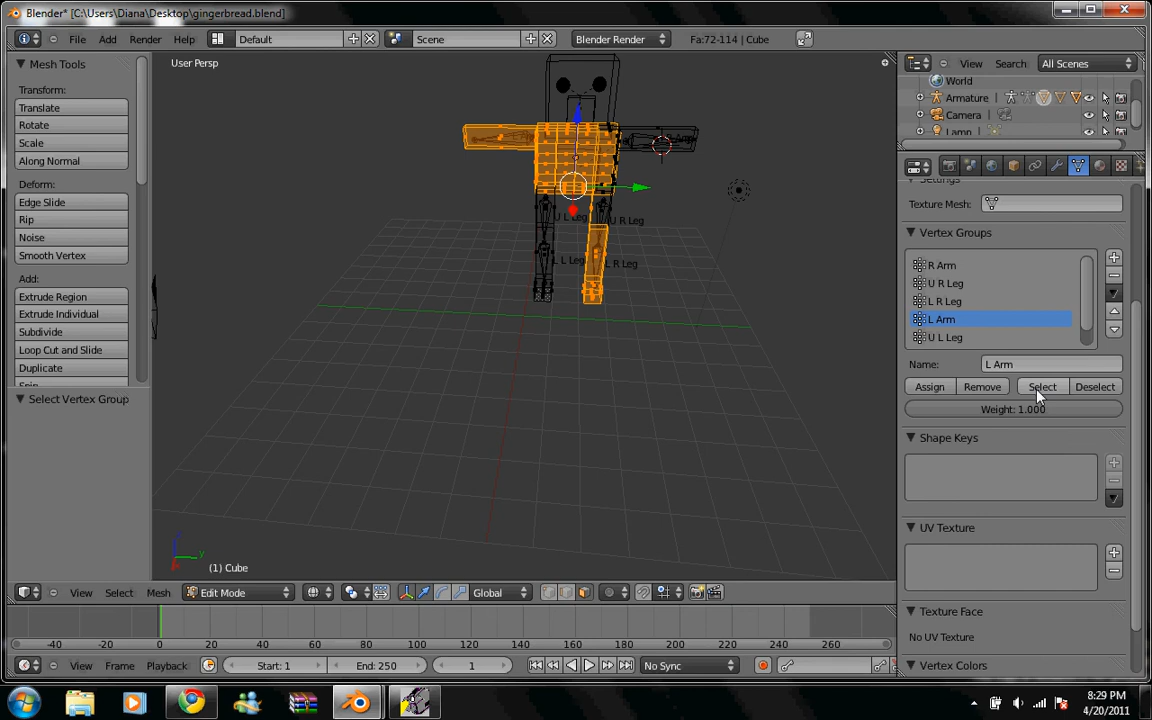 Blender* [C:\Users\Diana\Desktop\gingerbread.blend]
File Add Render Help Default Scene Blender Render Fa:72-114 | Cube
View Search: All Scenes
World
Armature
Camera
Lamp
Mesh Tools
Transform:
Translate
Rotate
Scale
Along Normal
Deform:
Edge Slide
Rip
Noise
Smooth Vertex
Add:
Extrude Region
Extrude Individual
Subdivide
Loop Cut and Slide
Duplicate
Spin
Select Vertex Group
User Persp
U L Leg
U R Leg
L L Leg
L R Leg
(1) Cube
Settings
Texture Mesh:
Vertex Groups
R Arm
U R Leg
L R Leg
L Arm
U L Leg
Name: L Arm
Assign Remove Select Deselect
Weight: 1.000
Shape Keys
UV Texture
Texture Face
No UV Texture
Vertex Colors
View Select Mesh Edit Mode Global
-40 -20 0 20 40 60 80 100 120 140 160 180 200 220 240 260
View Frame Playback Start: 1 End: 250 1 No Sync
8:29 PM
4/20/2011